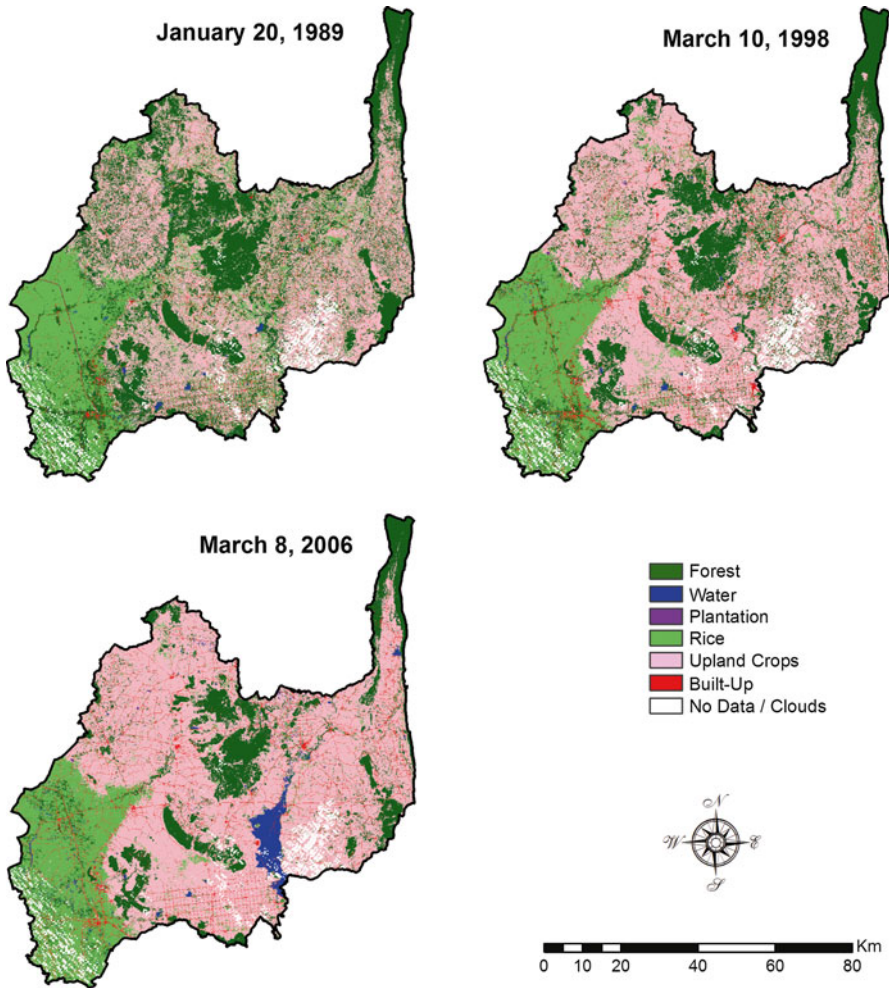 January 20, 1989
March 10, 1998
March 8, 2006
Forest
Water
Plantation
Rice
Upland Crops
Built-Up
No Data / Clouds
N
W E
S
Km
0 10 20 40 60 80